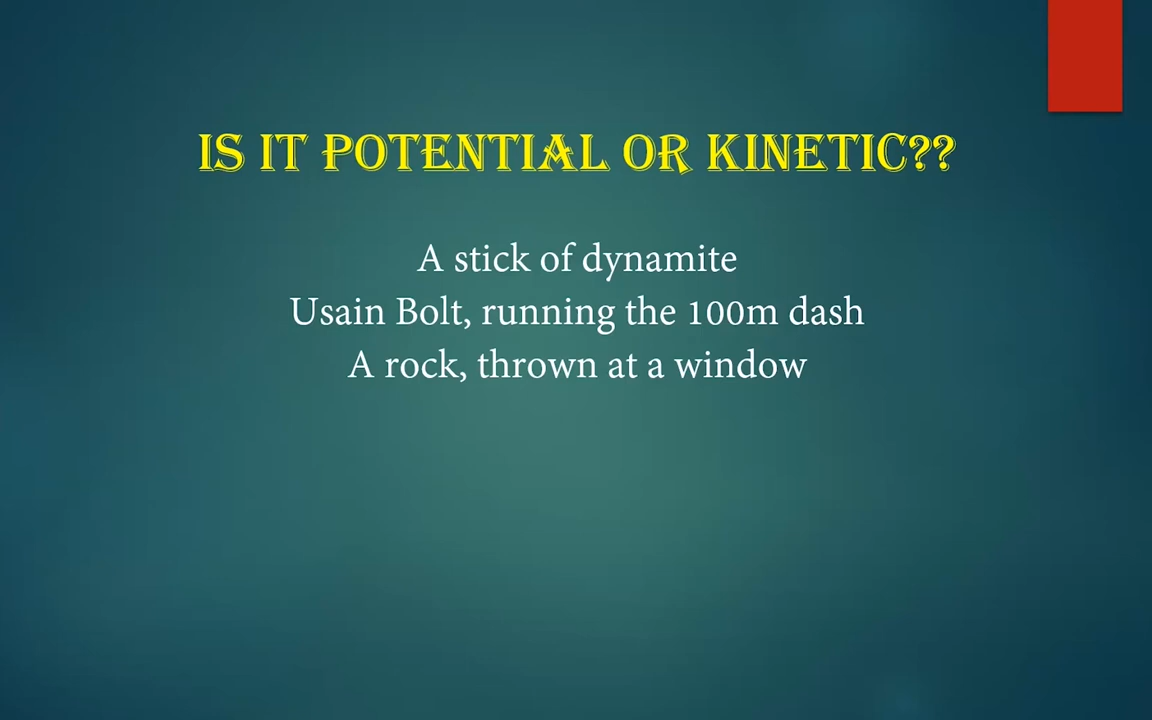 IS IT POTENTIAL OR KINETIC??
A stick of dynamite
Usain Bolt, running the 100m dash
A rock, thrown at a window